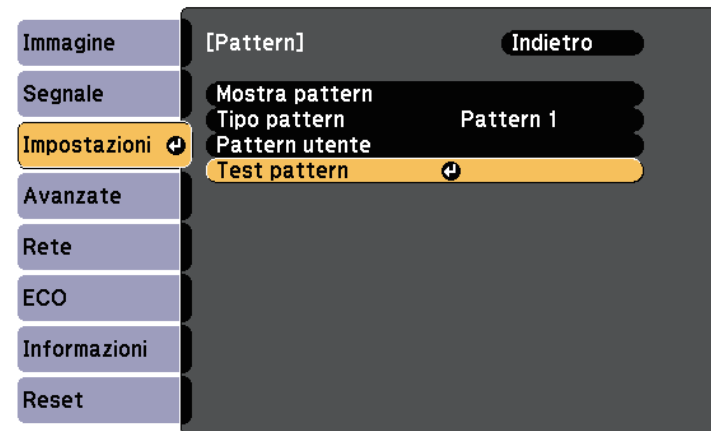 Immagine
Segnale
Impostazioni
Avanzate
Rete
ECO
Informazioni
Reset
[Pattern] Indietro
Mostra pattern
Tipo pattern Pattern 1
Pattern utente
Test pattern